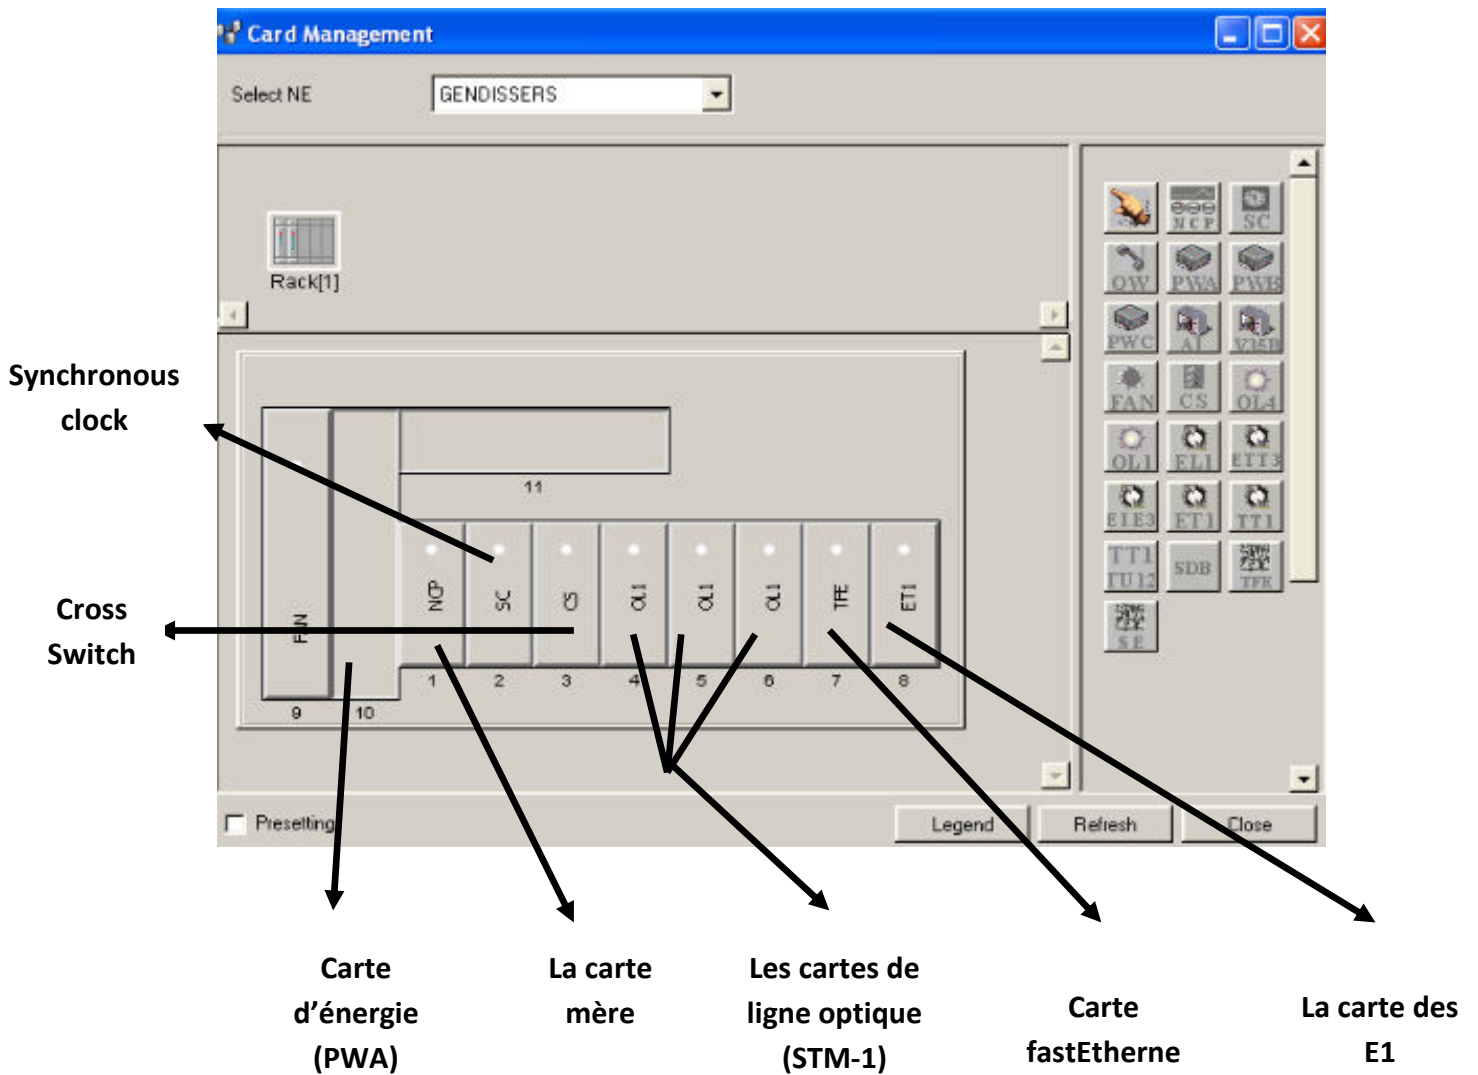 Card Management
Select NE
GENDISSERS
Rack[1]
NCP
SC
OW
PWA
PWB
PWC
AI
V35B
FAN
CS
OL4
OL1
EL1
ETT3
EIE3
ET1
TT1
TT1
TU12
SDB
TFE
SE
Synchronous
clock
Cross
Switch
11
FAN
NCP
SC
CS
OL1
OL1
OL1
TFE
ET1
1
2
3
4
5
6
7
8
9
10
Presetting
Legend
Refresh
Close
Carte
d’énergie
(PWA)
La carte
mère
Les cartes de
ligne optique
(STM-1)
Carte
fastEtherne
La carte des
E1